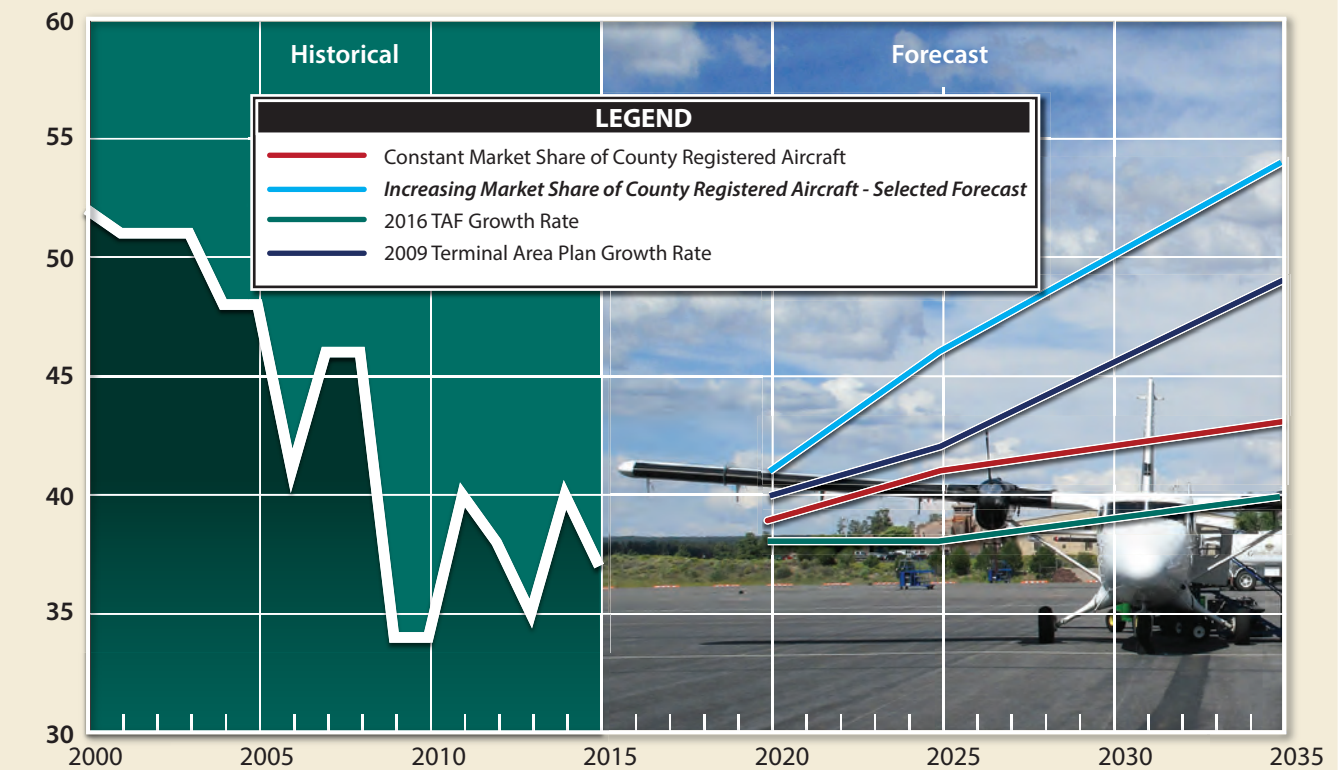 60
Historical
Forecast
LEGEND
55
Constant Market Share of County Registered Aircraft
Increasing Market Share of County Registered Aircraft - Selected Forecast
2016 TAF Growth Rate
2009 Terminal Area Plan Growth Rate
50
45
40
35
30
2000 2005 2010 2015 2020 2025 2030 2035